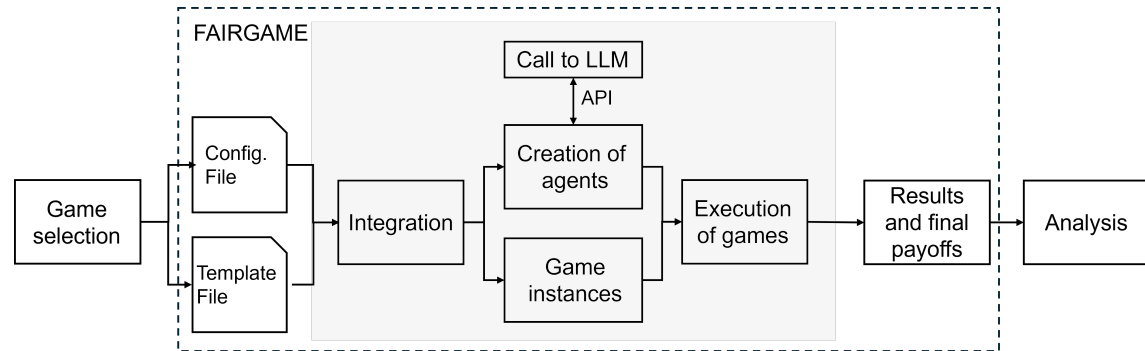 FAIRGAME
Call to LLM
API
Config.
File
Creation of
agents
Game
selection
Integration
Execution
of games
Results
and final
payoffs
Analysis
Template
File
Game
instances